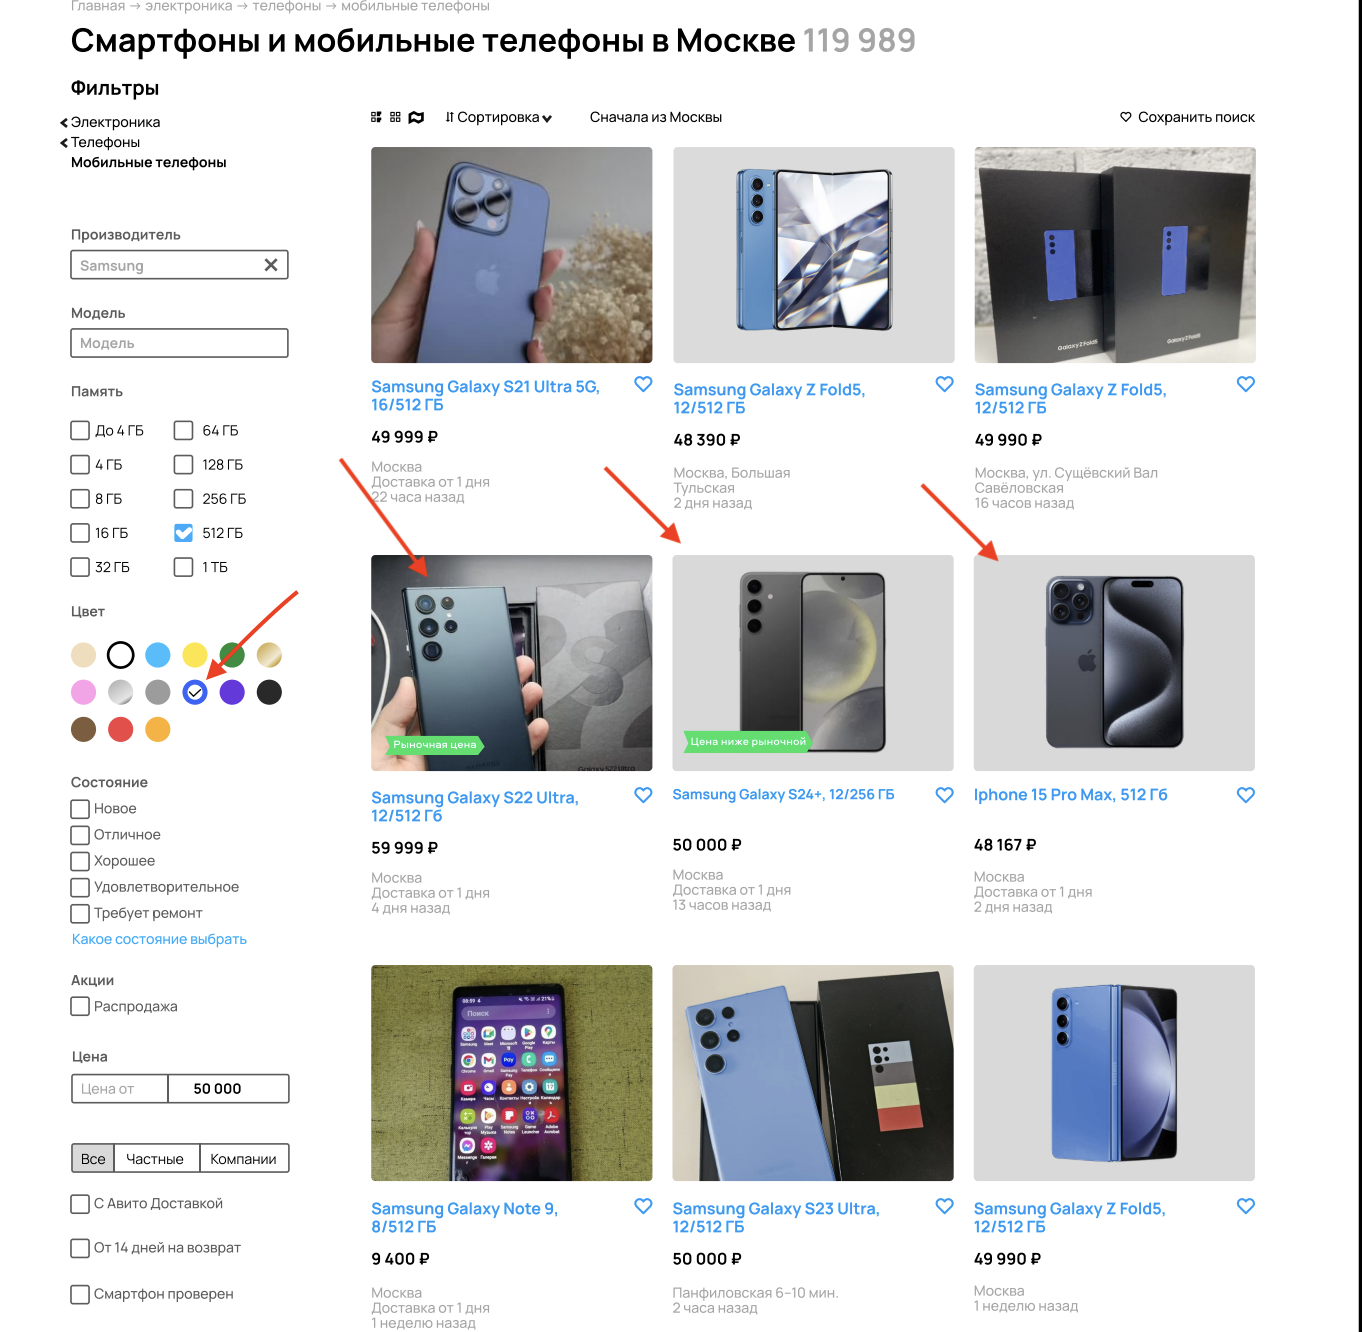 Главная → электроника → телефоны → мобильные телефоны
Смартфоны и мобильные телефоны в Москве 119 989
Фильтры
Электроника
Телефоны
Мобильные телефоны
Производитель
Samsung
Модель
Модель
Память
До 4 ГБ
64 ГБ
4 ГБ
128 ГБ
8 ГБ
256 ГБ
16 ГБ
512 ГБ
32 ГБ
1 ТБ
Цвет
Состояние
Новое
Отличное
Хорошее
Удовлетворительное
Требует ремонт
Какое состояние выбрать
Акции
Распродажа
Цена
Цена от
50 000
Все
Частные
Компании
С Авито Доставкой
От 14 дней на возврат
Смартфон проверен
Сортировка
Сначала из Москвы
Сохранить поиск
Galaxy Z Fold5
Galaxy Z Fold5
Samsung Galaxy S21 Ultra 5G,
16/512 ГБ
49 999 ₽
Москва
Доставка от 1 дня
22 часа назад
Samsung Galaxy Z Fold5,
12/512 ГБ
48 390 ₽
Москва, Большая
Тульская
2 дня назад
Samsung Galaxy Z Fold5,
12/512 ГБ
49 990 ₽
Москва, ул. Сущёвский Вал
Савёловская
16 часов назад
Рыночная цена
Galaxy S22 Ultra
Цена ниже рыночной
Samsung Galaxy S22 Ultra,
12/512 Гб
59 999 ₽
Москва
Доставка от 1 дня
4 дня назад
Samsung Galaxy S24+, 12/256 ГБ
50 000 ₽
Москва
Доставка от 1 дня
13 часов назад
Iphone 15 Pro Max, 512 Гб
48 167 ₽
Москва
Доставка от 1 дня
2 дня назад
Поиск
Samsung Galaxy Note 9,
8/512 ГБ
9 400 ₽
Москва
Доставка от 1 дня
1 неделю назад
Samsung Galaxy S23 Ultra,
12/512 ГБ
50 000 ₽
Панфиловская 6–10 мин.
2 часа назад
Samsung Galaxy Z Fold5,
12/512 ГБ
49 990 ₽
Москва
1 неделю назад